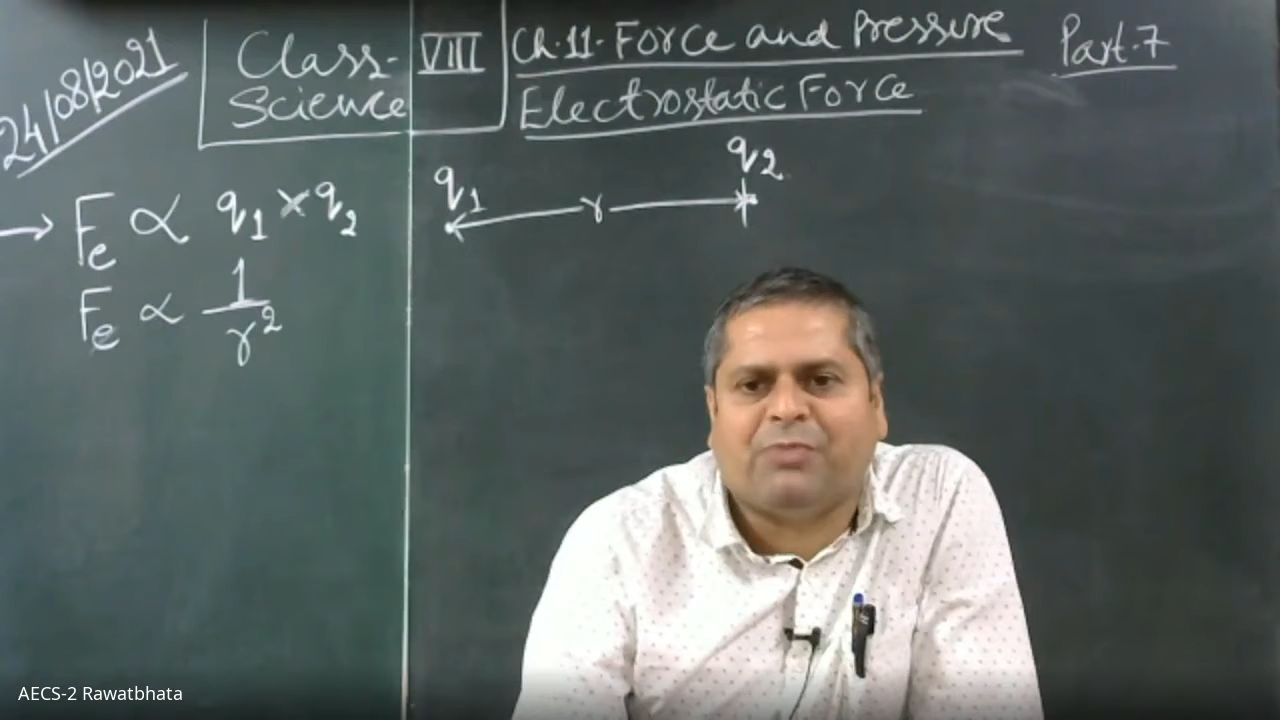 24/08/2021
Class- VIII
Science
Ch.11. Force and Pressure
Part.7
Electrostatic Force
→ Fe ∝ q1 × q2
q1 r q2
Fe ∝ 1/r²
AECS-2 Rawatbhata